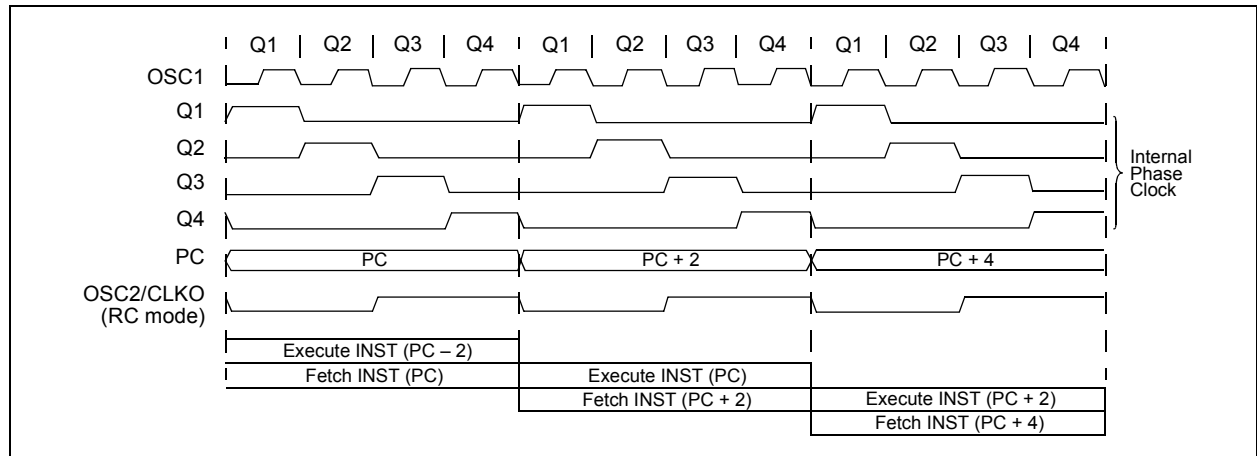 Q1 Q2 Q3 Q4 Q1 Q2 Q3 Q4 Q1 Q2 Q3 Q4
OSC1
Q1
Q2
Q3
Q4
Internal
Phase
Clock
PC
PC
PC + 2
PC + 4
OSC2/CLKO
(RC mode)
Execute INST (PC – 2)
Fetch INST (PC)
Execute INST (PC)
Fetch INST (PC + 2)
Execute INST (PC + 2)
Fetch INST (PC + 4)